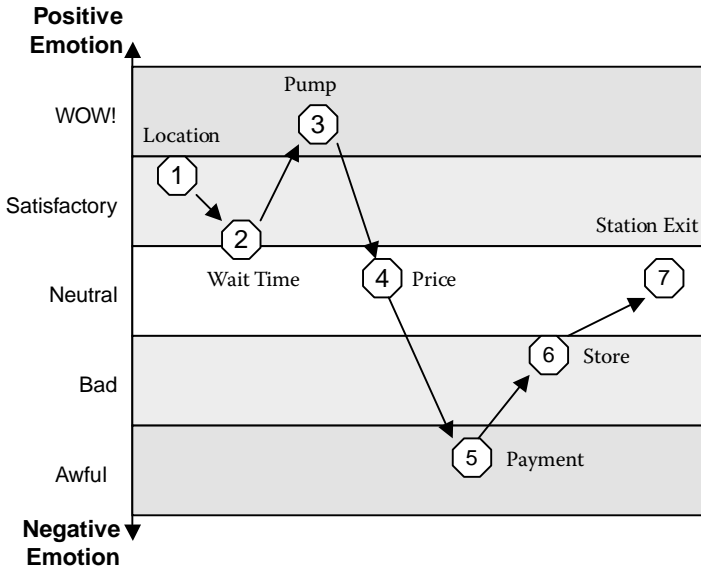 Positive
Emotion
WOW!
Pump
3
Location
1
Satisfactory
2
Station Exit
Wait Time
4
Price
7
Neutral
6
Store
Bad
5
Payment
Awful
Negative
Emotion